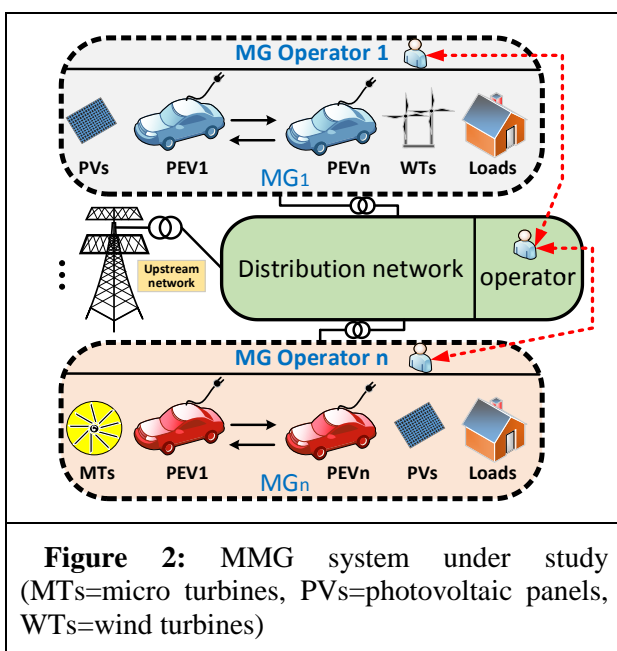 MG Operator 1
PVs PEV1 PEVn WTs Loads
MG1
Upstream
network
Distribution network
operator
MG Operator n
MTs PEV1 PEVn PVs Loads
MGn
Figure 2: MMG system under study
(MTs=micro turbines, PVs=photovoltaic panels,
WTs=wind turbines)